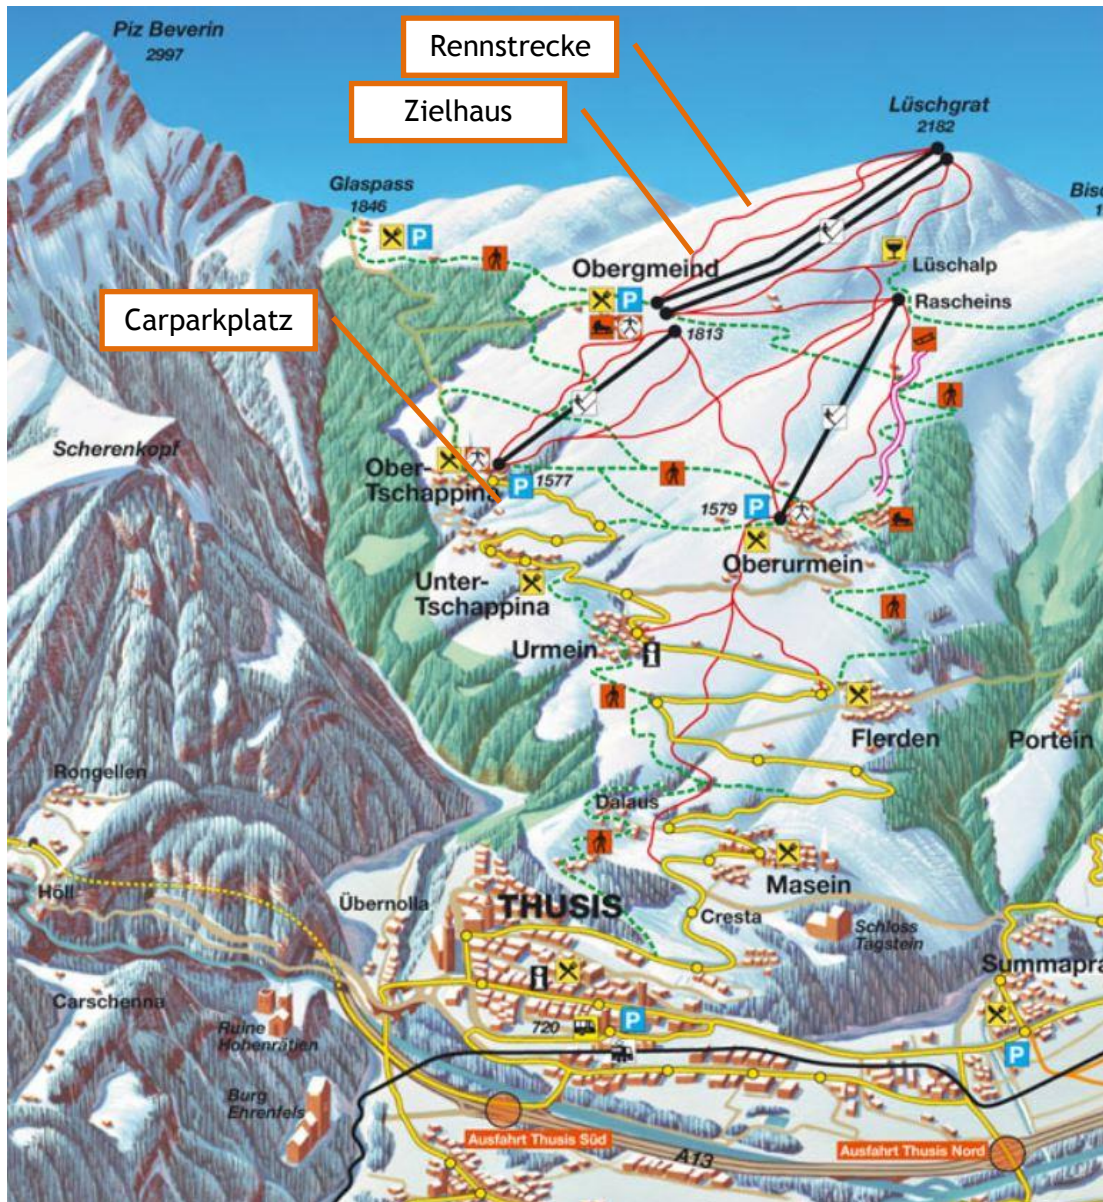 Piz Beverin
2997
Rennstrecke
Zielhaus
Lüschgrat
2182
Glaspass
1846
P
Obergmeind
P
Lüschalp
Rascheins
Carparkplatz
1813
Scherenkopf
Ober-
Tschappina
P
1577
1579
P
Oberurmein
Unter-
Tschappina
Urmein
i
Flerden
Portein
Rongellen
Dalaus
Masein
Höll
Übernolla
THUSIS
Cresta
Schloss
Tagstein
Summapra
Carschenna
i
Ruine
Hohenrätien
720
P
P
Burg
Ehrenfels
Ausfahrt Thusis Süd
A13
Ausfahrt Thusis Nord